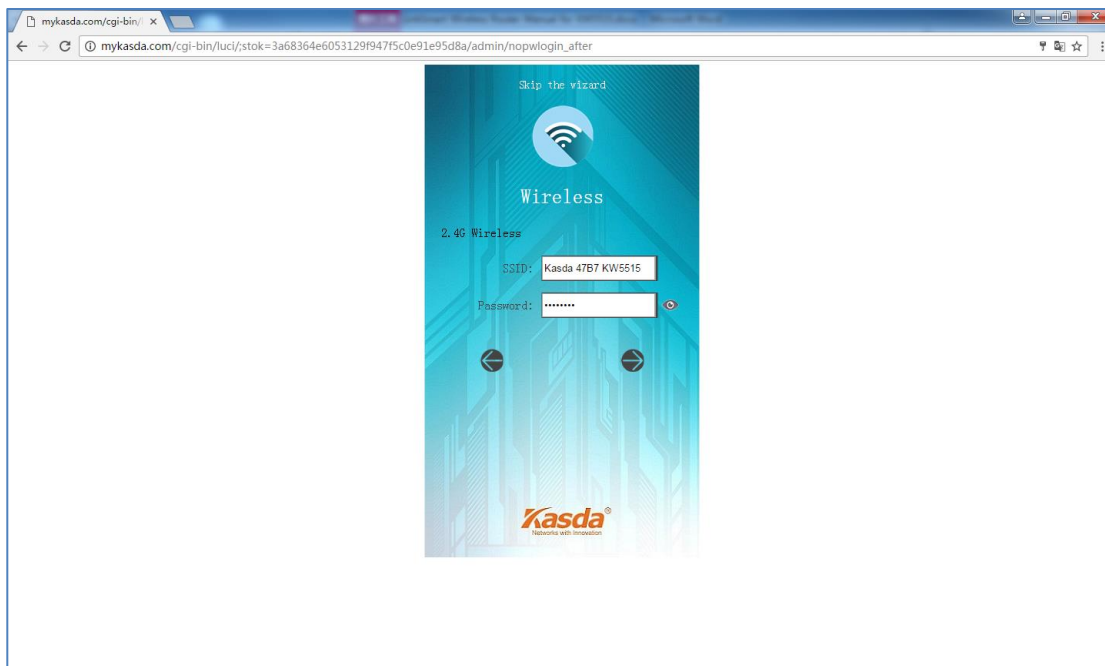 mykasda.com/cgi-bin/l
mykasda.com/cgi-bin/luci/;stok=3a68364e6053129f947f5c0e91e95d8a/admin/nopwlogin_after
Skip the wizard
Wireless
2.4G Wireless
SSID: Kasda 47B7 KW5515
Password: ••••••••
Kasda®
Networks with Innovation